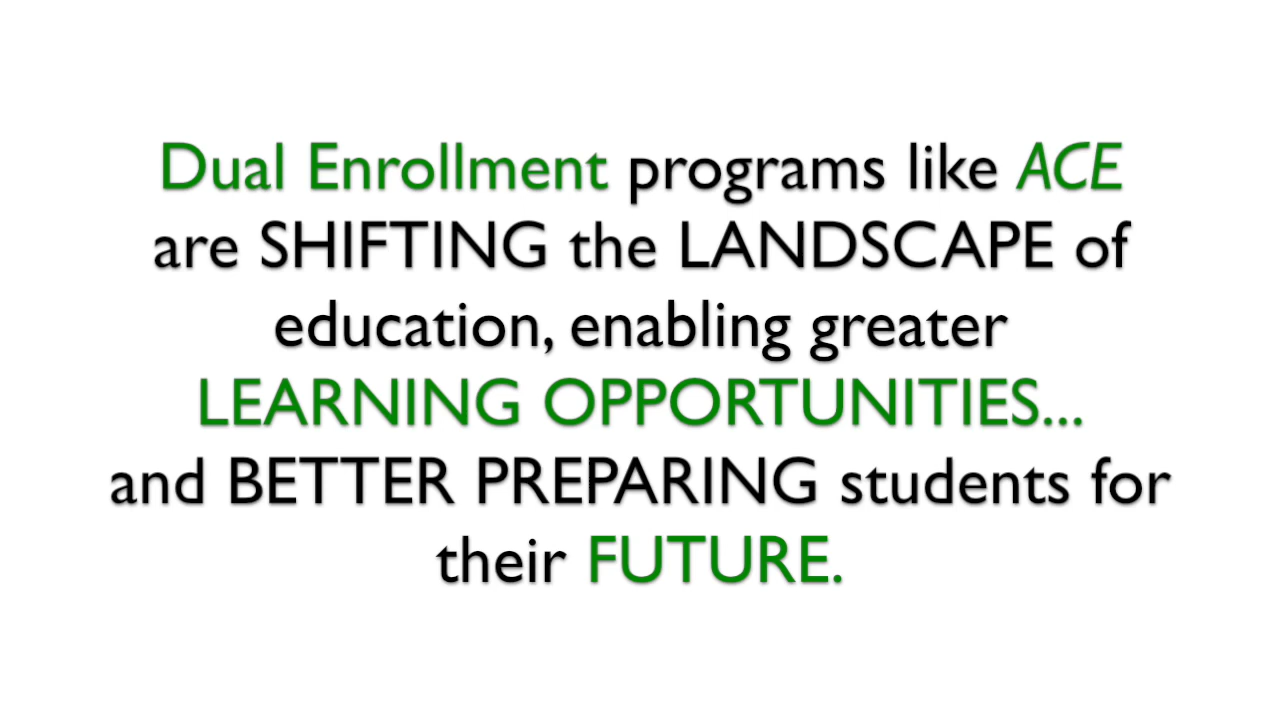 Dual Enrollment programs like ACE
are SHIFTING the LANDSCAPE of
education, enabling greater
LEARNING OPPORTUNITIES...
and BETTER PREPARING students for
their FUTURE.